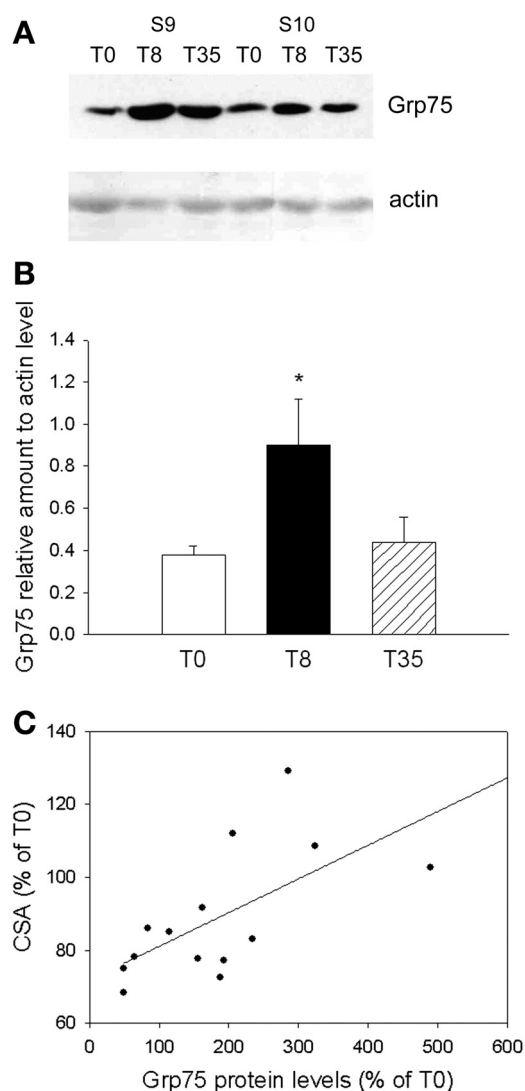 A
S9 S10
T0 T8 T35 T0 T8 T35
Grp75
actin
B
Grp75 relative amount to actin level
1.4
1.2
1.0
0.8
0.6
0.4
0.2
0.0
*
T0 T8 T35
C
CSA (% of T0)
140
120
100
80
60
0 100 200 300 400 500 600
Grp75 protein levels (% of T0)